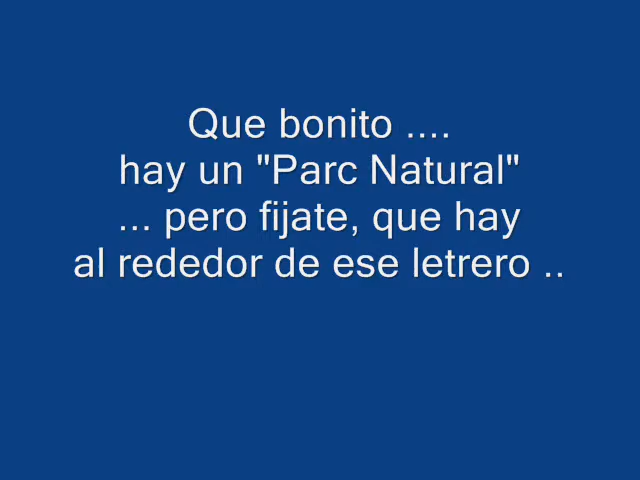 Que bonito ....
hay un "Parc Natural"
... pero fijate, que hay
al rededor de ese letrero ..